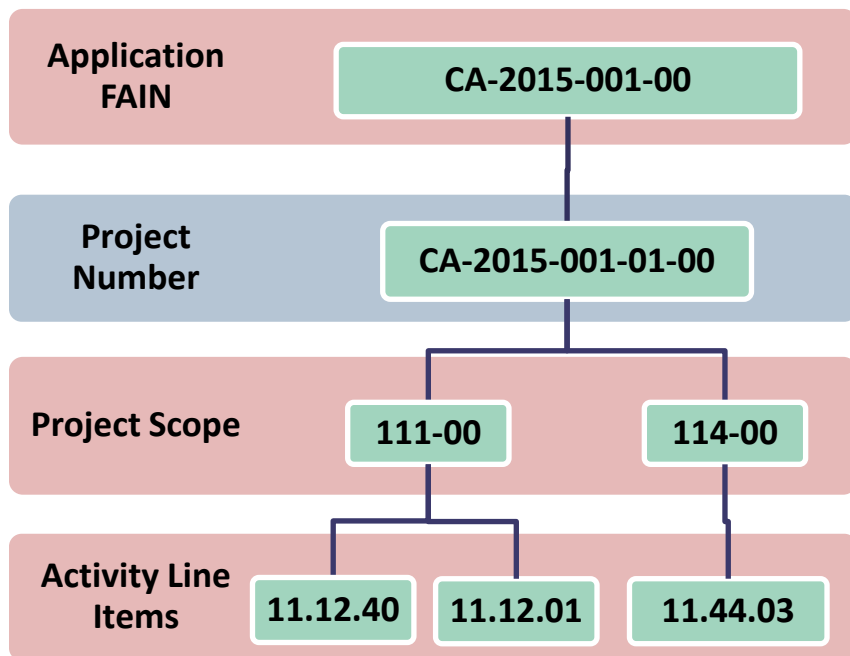 Application
FAIN
CA-2015-001-00
Project
Number
CA-2015-001-01-00
Project Scope
111-00
114-00
Activity Line
Items
11.12.40
11.12.01
11.44.03